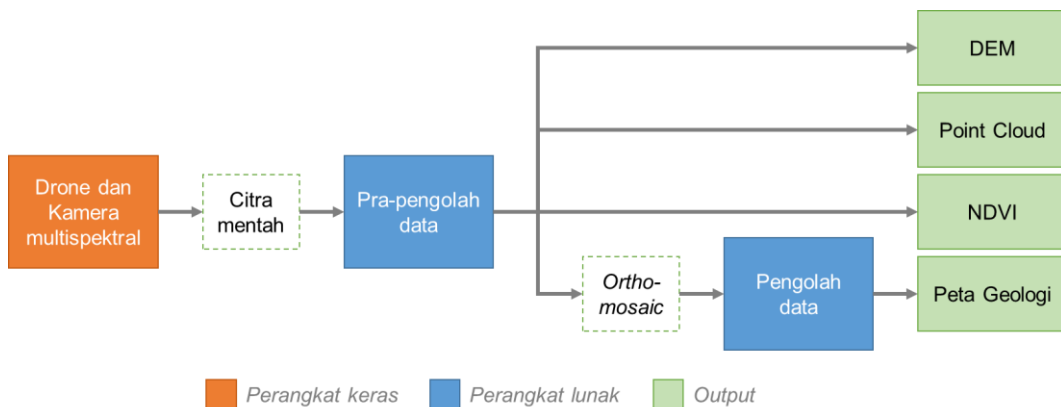 DEM
Point Cloud
Drone dan
Kamera
multispektral
Citra
mentah
Pra-pengolah
data
NDVI
Ortho-
mosaic
Pengolah
data
Peta Geologi
Perangkat keras
Perangkat lunak
Output